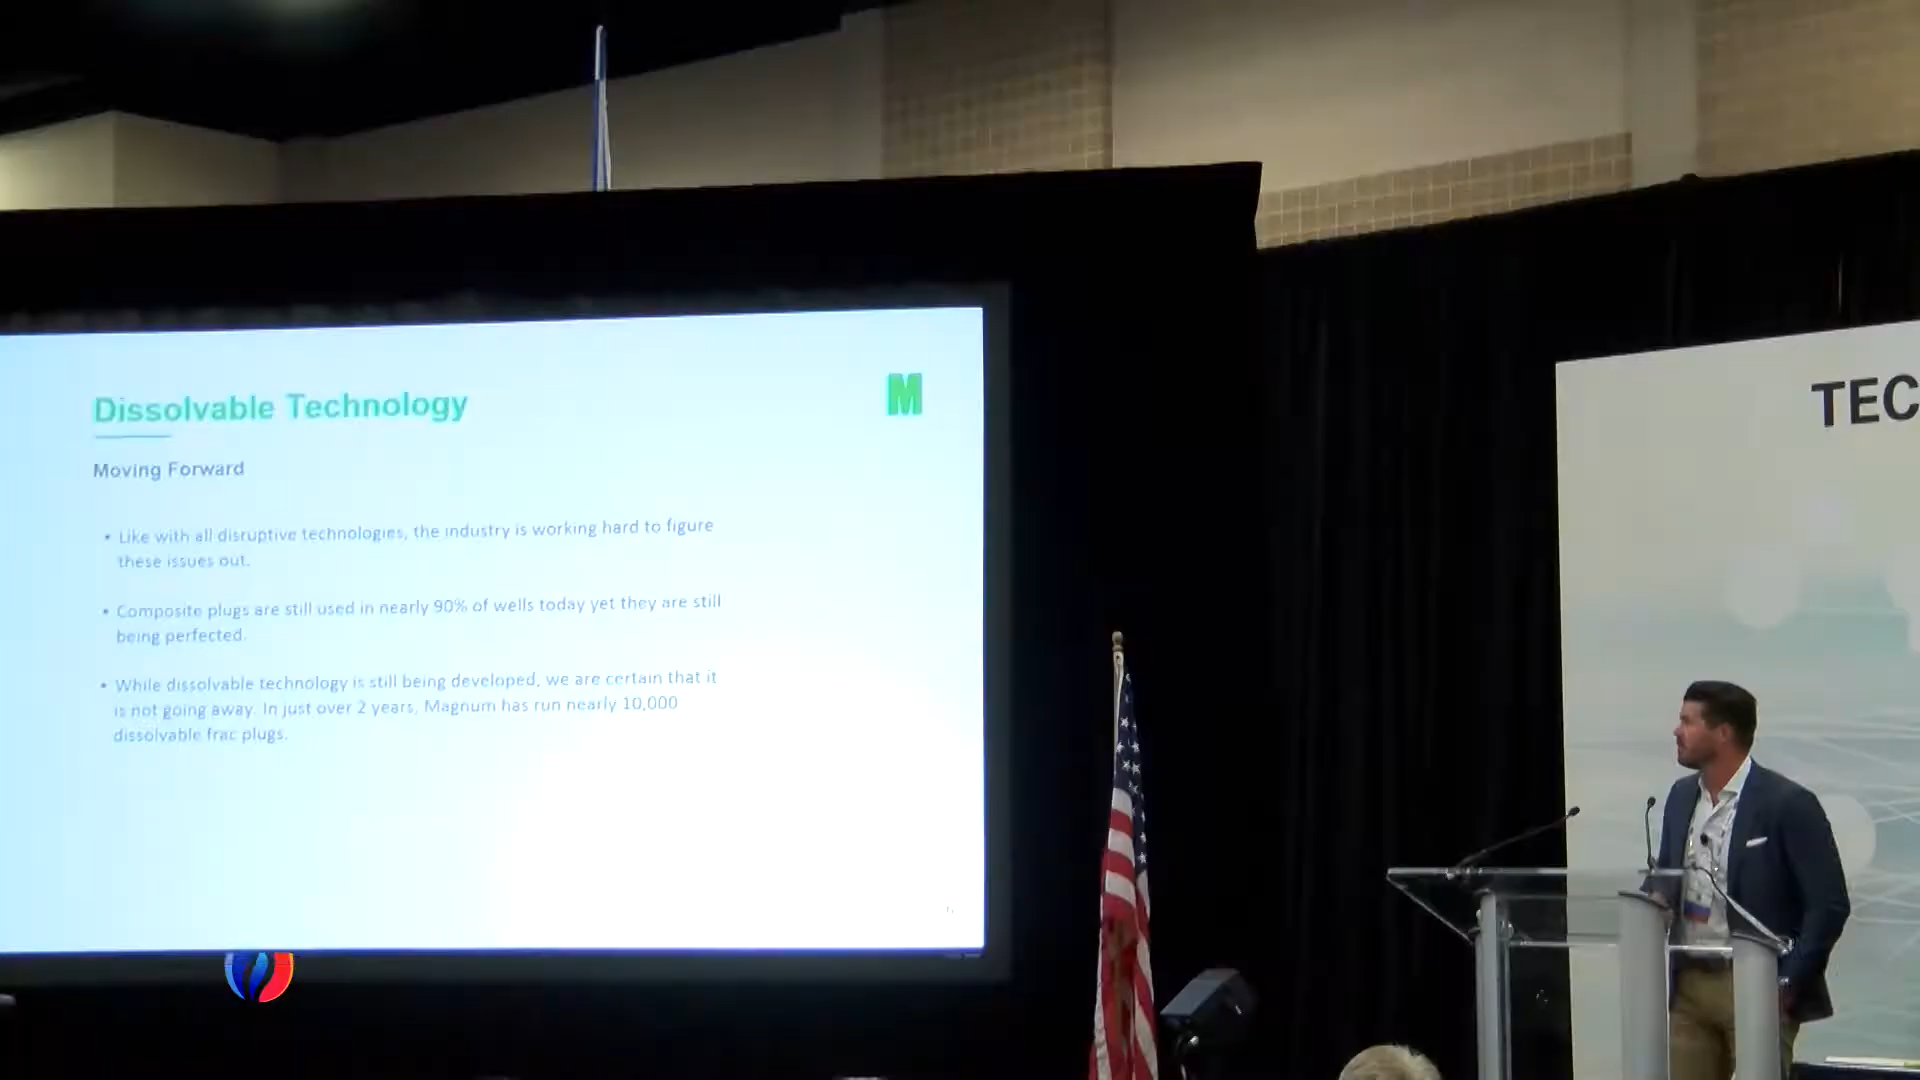 Dissolvable Technology
M
Moving Forward
• Like with all disruptive technologies, the industry is working hard to figure
these issues out.
• Composite plugs are still used in nearly 90% of wells today yet they are still
being perfected.
• While dissolvable technology is still being developed, we are certain that it
is not going away. In just over 2 years, Magnum has run nearly 10,000
dissolvable frac plugs.
TEC